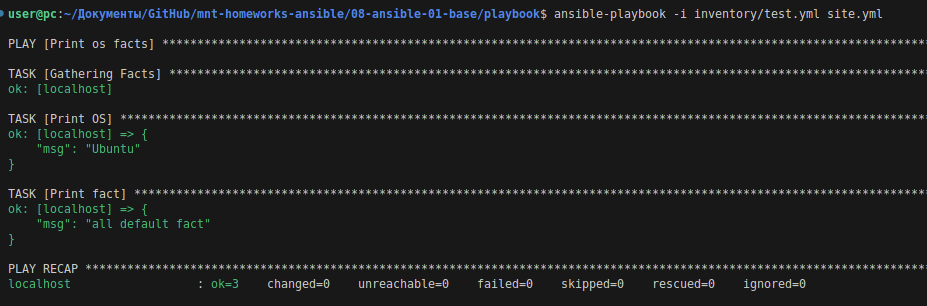 user@pc:~/Документы/GitHub/mnt-homeworks-ansible/08-ansible-01-base/playbook$ ansible-playbook -i inventory/test.yml site.yml
PLAY [Print os facts] ****************************************************************************************************************
TASK [Gathering Facts] ***************************************************************************************************************
ok: [localhost]
TASK [Print OS] **********************************************************************************************************************
ok: [localhost] => {
    "msg": "Ubuntu"
}
TASK [Print fact] ********************************************************************************************************************
ok: [localhost] => {
    "msg": "all default fact"
}
PLAY RECAP ***************************************************************************************************************************
localhost                  : ok=3    changed=0    unreachable=0    failed=0    skipped=0    rescued=0    ignored=0